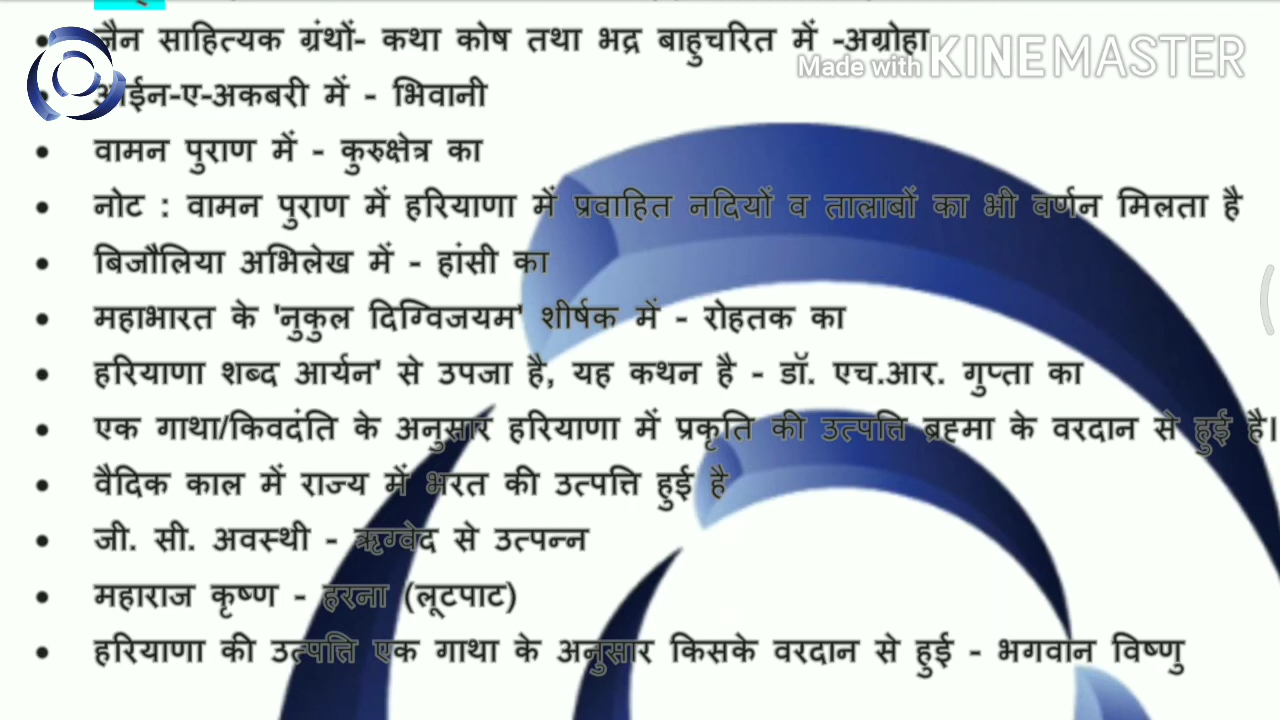 जैन साहित्यक ग्रंथों- कथा कोष तथा भद्र बाहुचरित में -अग्रोहा
Made with KINEMASTER
आईन-ए-अकबरी में - भिवानी
वामन पुराण में - कुरुक्षेत्र का
नोट : वामन पुराण में हरियाणा में प्रवाहित नदियों व तालाबों का भी वर्णन मिलता है
बिजौलिया अभिलेख में - हांसी का
महाभारत के 'नुकुल दिग्विजयम' शीर्षक में - रोहतक का
हरियाणा शब्द आर्यन' से उपजा है, यह कथन है - डॉ. एच.आर. गुप्ता का
एक गाथा/किवदंति के अनुसार हरियाणा में प्रकृति की उत्पत्ति ब्रह्मा के वरदान से हुई है।
वैदिक काल में राज्य में भरत की उत्पत्ति हुई है
जी. सी. अवस्थी - ऋग्वेद से उत्पन्न
महाराज कृष्ण - हरना (लूटपाट)
हरियाणा की उत्पत्ति एक गाथा के अनुसार किसके वरदान से हुई - भगवान विष्णु